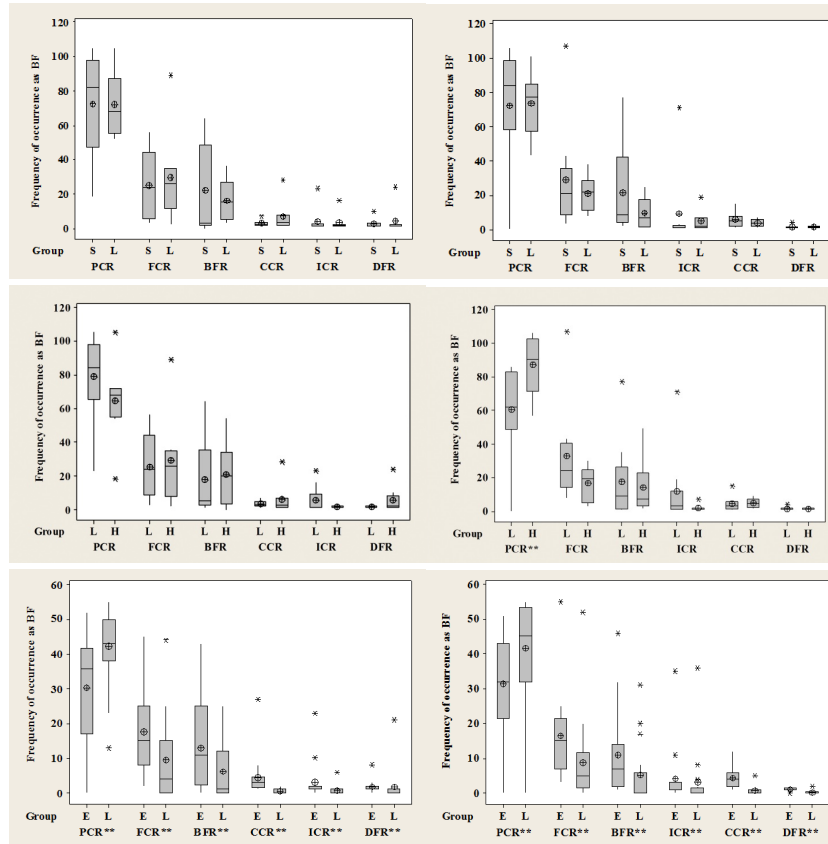 Frequency of occurrence as BF
120
100
80
60
40
20
0
Group S L S L S L S L S L S L
PCR FCR BFR CCR ICR DFR
Frequency of occurrence as BF
120
100
80
60
40
20
0
Group S L S L S L S L S L S L
PCR FCR BFR ICR CCR DFR
Frequency of occurrence as BF
120
100
80
60
40
20
0
Group L H L H L H L H L H L H
PCR FCR BFR CCR ICR DFR
Frequency of occurrence as BF
120
100
80
60
40
20
0
Group L H L H L H L H L H L H
PCR** FCR BFR ICR CCR DFR
Frequency of occurrence as BF
60
50
40
30
20
10
0
Group E L E L E L E L E L E L
PCR** FCR** BFR** CCR** ICR** DFR**
Frequency of occurrence as BF
60
50
40
30
20
10
0
Group E L E L E L E L E L E L
PCR** FCR** BFR** ICR** CCR** DFR**